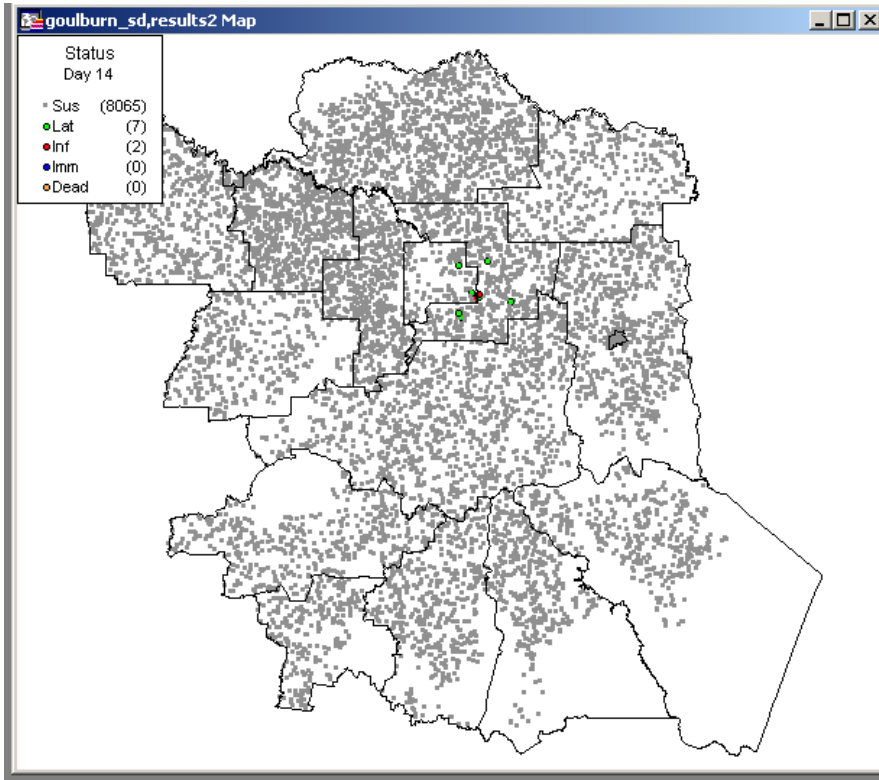 goulburn_sd,results2 Map
Status
Day 14
Sus (8065)
Lat (7)
Inf (2)
Imm (0)
Dead (0)